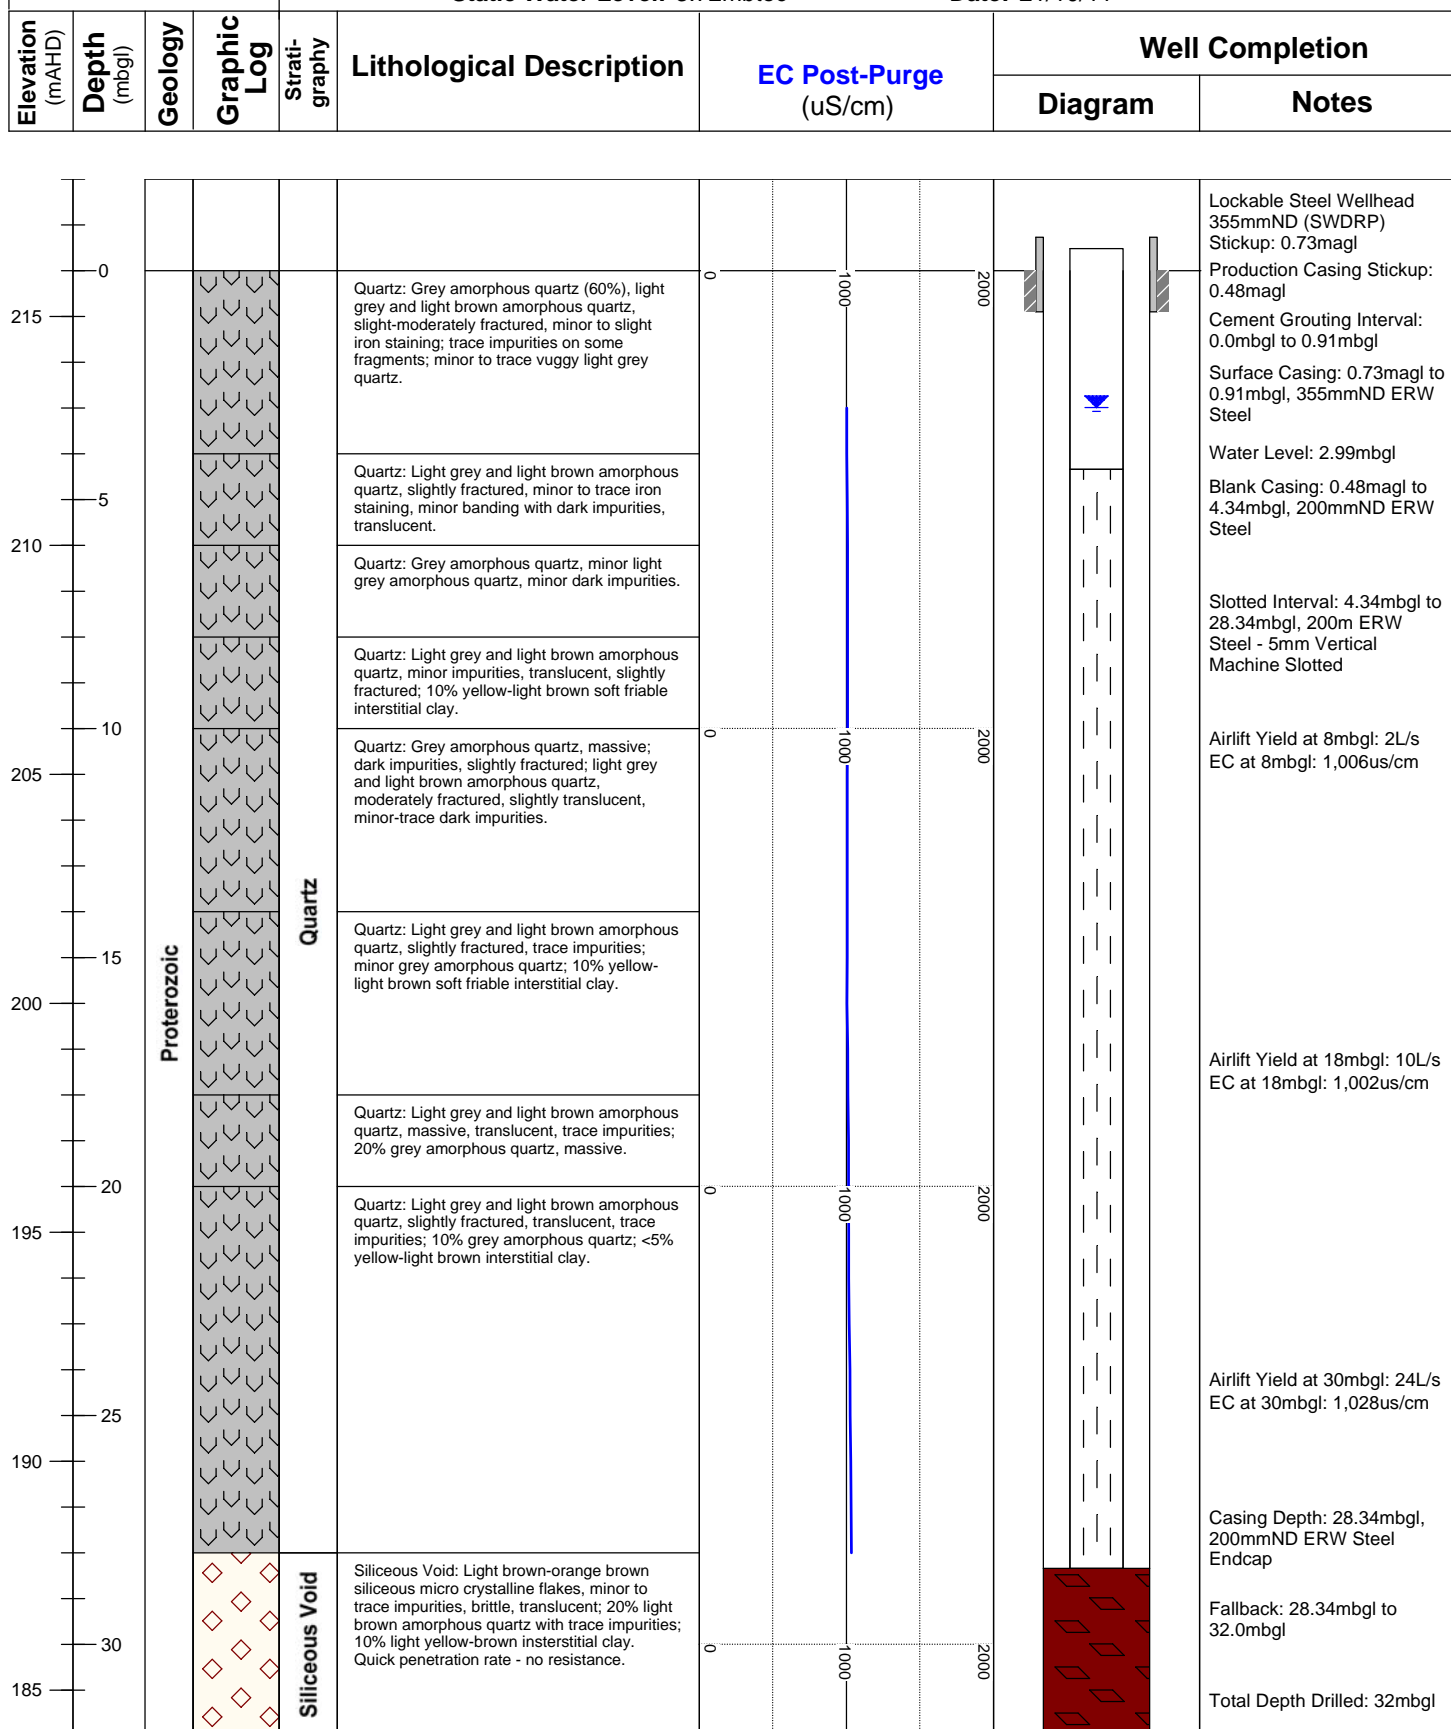 Elevation
(mAHD)
Depth
(mbgl)
Geology
Graphic
Log
Strati-
graphy
Lithological Description
EC Post-Purge
(uS/cm)
Well Completion
Diagram
Notes
Lockable Steel Wellhead
355mmND (SWDRP)
Stickup: 0.73magl
0
0
1000
2000
Production Casing Stickup:
0.48magl
Quartz: Grey amorphous quartz (60%), light
grey and light brown amorphous quartz,
slight-moderately fractured, minor to slight
iron staining; trace impurities on some
fragments; minor to trace vuggy light grey
quartz.
215
Cement Grouting Interval:
0.0mbgl to 0.91mbgl
Surface Casing: 0.73magl to
0.91mbgl, 355mmND ERW
Steel
Water Level: 2.99mbgl
Quartz: Light grey and light brown amorphous
quartz, slightly fractured, minor to trace iron
staining, minor banding with dark impurities,
translucent.
5
Blank Casing: 0.48magl to
4.34mbgl, 200mmND ERW
Steel
210
Quartz: Grey amorphous quartz, minor light
grey amorphous quartz, minor dark impurities.
Slotted Interval: 4.34mbgl to
28.34mbgl, 200m ERW
Steel - 5mm Vertical
Machine Slotted
Quartz: Light grey and light brown amorphous
quartz, minor impurities, translucent, slightly
fractured; 10% yellow-light brown soft friable
interstitial clay.
10
0
1000
2000
Quartz: Grey amorphous quartz, massive;
dark impurities, slightly fractured; light grey
and light brown amorphous quartz,
moderately fractured, slightly translucent,
minor-trace dark impurities.
205
Airlift Yield at 8mbgl: 2L/s
EC at 8mbgl: 1,006us/cm
Proterozoic
Quartz
Quartz: Light grey and light brown amorphous
quartz, slightly fractured, trace impurities;
minor grey amorphous quartz; 10% yellow-
light brown soft friable interstitial clay.
15
200
Airlift Yield at 18mbgl: 10L/s
EC at 18mbgl: 1,002us/cm
Quartz: Light grey and light brown amorphous
quartz, massive, translucent, trace impurities;
20% grey amorphous quartz, massive.
20
0
1000
2000
Quartz: Light grey and light brown amorphous
quartz, slightly fractured, translucent, trace
impurities; 10% grey amorphous quartz; <5%
yellow-light brown interstitial clay.
195
Airlift Yield at 30mbgl: 24L/s
EC at 30mbgl: 1,028us/cm
25
190
Casing Depth: 28.34mbgl,
200mmND ERW Steel
Endcap
Siliceous Void
Siliceous Void: Light brown-orange brown
siliceous micro crystalline flakes, minor to
trace impurities, brittle, translucent; 20% light
brown amorphous quartz with trace impurities;
10% light yellow-brown insterstitial clay.
Quick penetration rate - no resistance.
Fallback: 28.34mbgl to
32.0mbgl
30
0
1000
2000
185
Total Depth Drilled: 32mbgl